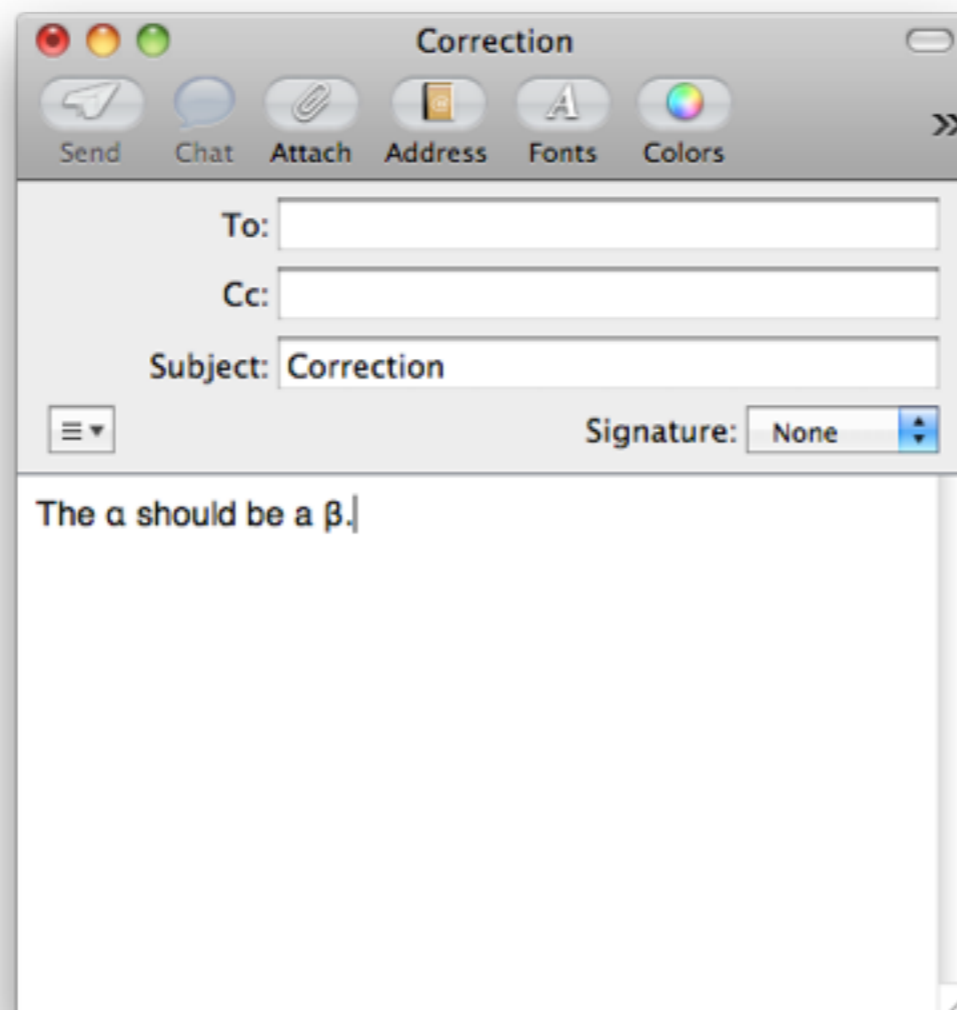 Correction
Send Chat Attach Address Fonts Colors »
To:
Cc:
Subject: Correction
Signature: None
The α should be a β.